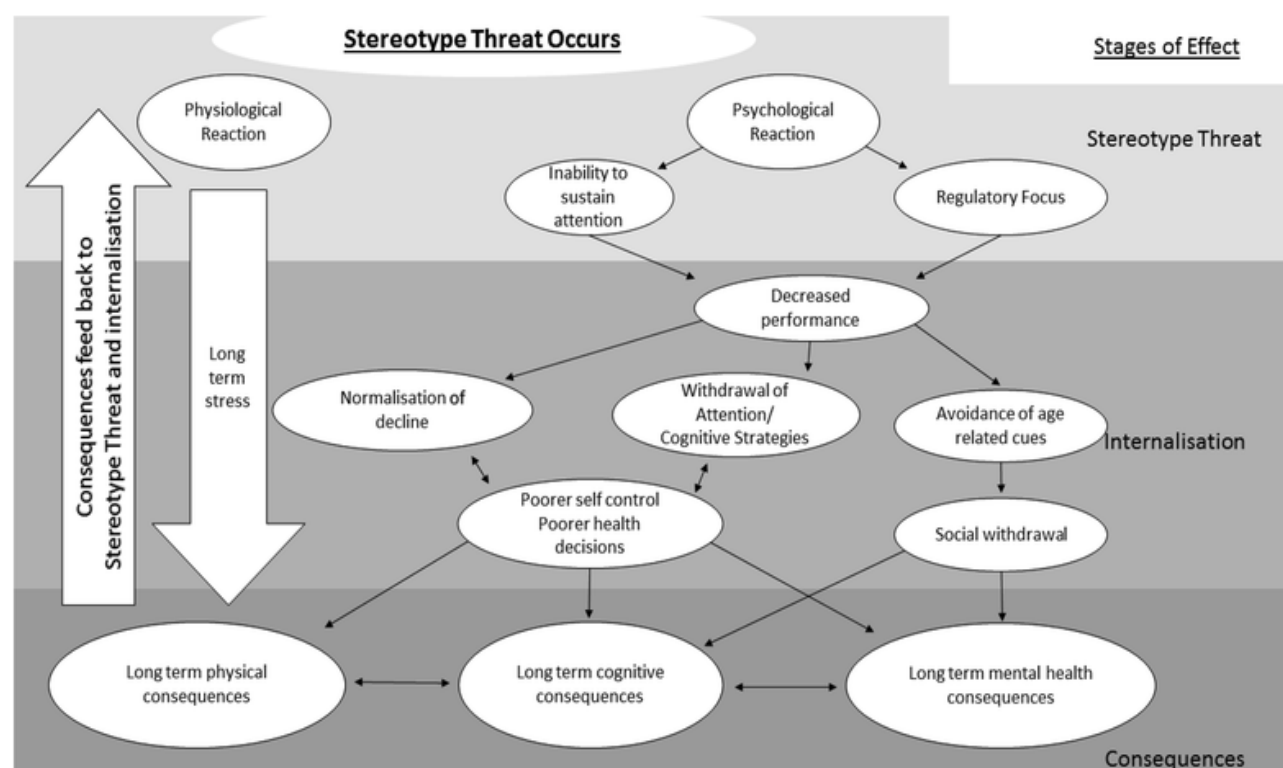 Stereotype Threat Occurs
Stages of Effect
Physiological
Reaction
Psychological
Reaction
Stereotype Threat
Inability to
sustain
attention
Regulatory Focus
Consequences feed back to
Stereotype Threat and internalisation
Long
term
stress
Decreased
performance
Normalisation of
decline
Withdrawal of
Attention/
Cognitive Strategies
Avoidance of age
related cues
Internalisation
Poorer self control
Poorer health
decisions
Social withdrawal
Long term physical
consequences
Long term cognitive
consequences
Long term mental health
consequences
Consequences